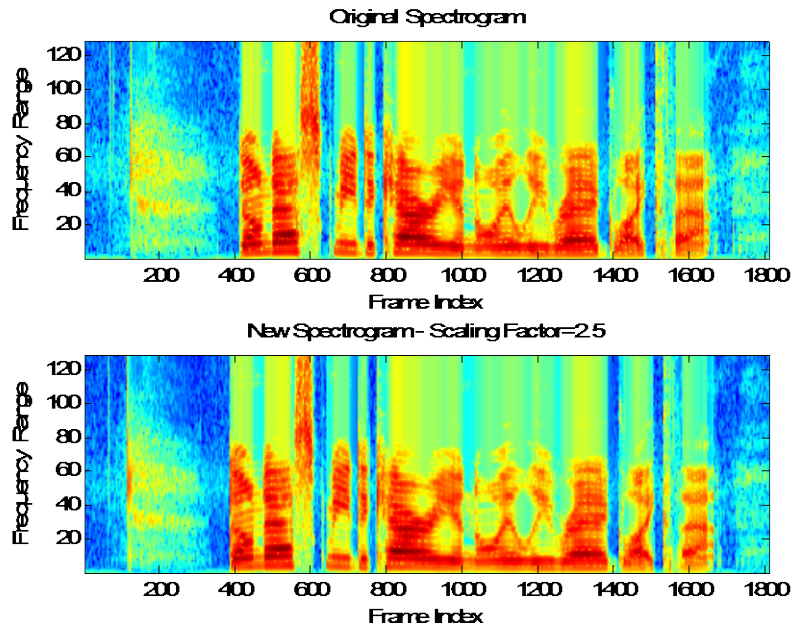 Original Spectrogram
120
100
80
60
40
20
Frequency Range
200 400 600 800 1000 1200 1400 1600 1800
Frame Index
New Spectrogram - Scaling Factor=2.5
120
100
80
60
40
20
Frequency Range
200 400 600 800 1000 1200 1400 1600 1800
Frame Index